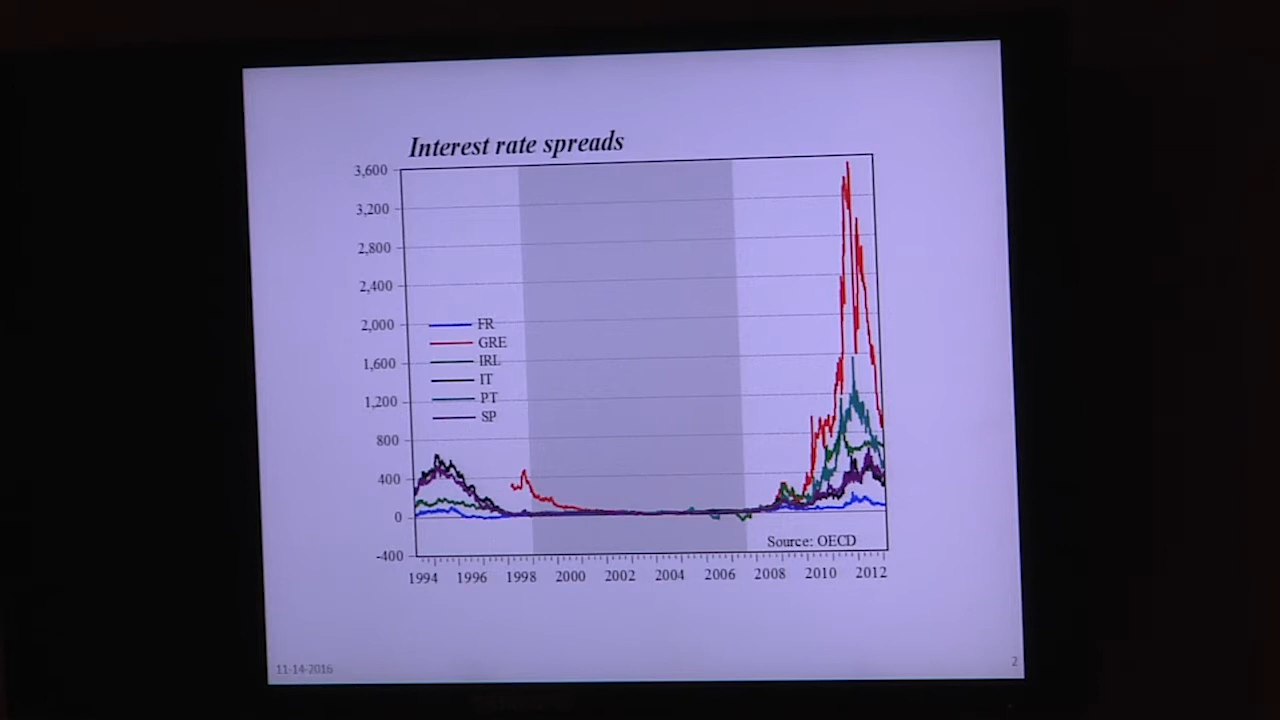 Interest rate spreads
3,600
3,200
2,800
2,400
2,000
1,600
1,200
800
400
0
-400
FR
GRE
IRL
IT
PT
SP
Source: OECD
1994 1996 1998 2000 2002 2004 2006 2008 2010 2012
11-14-2016
2